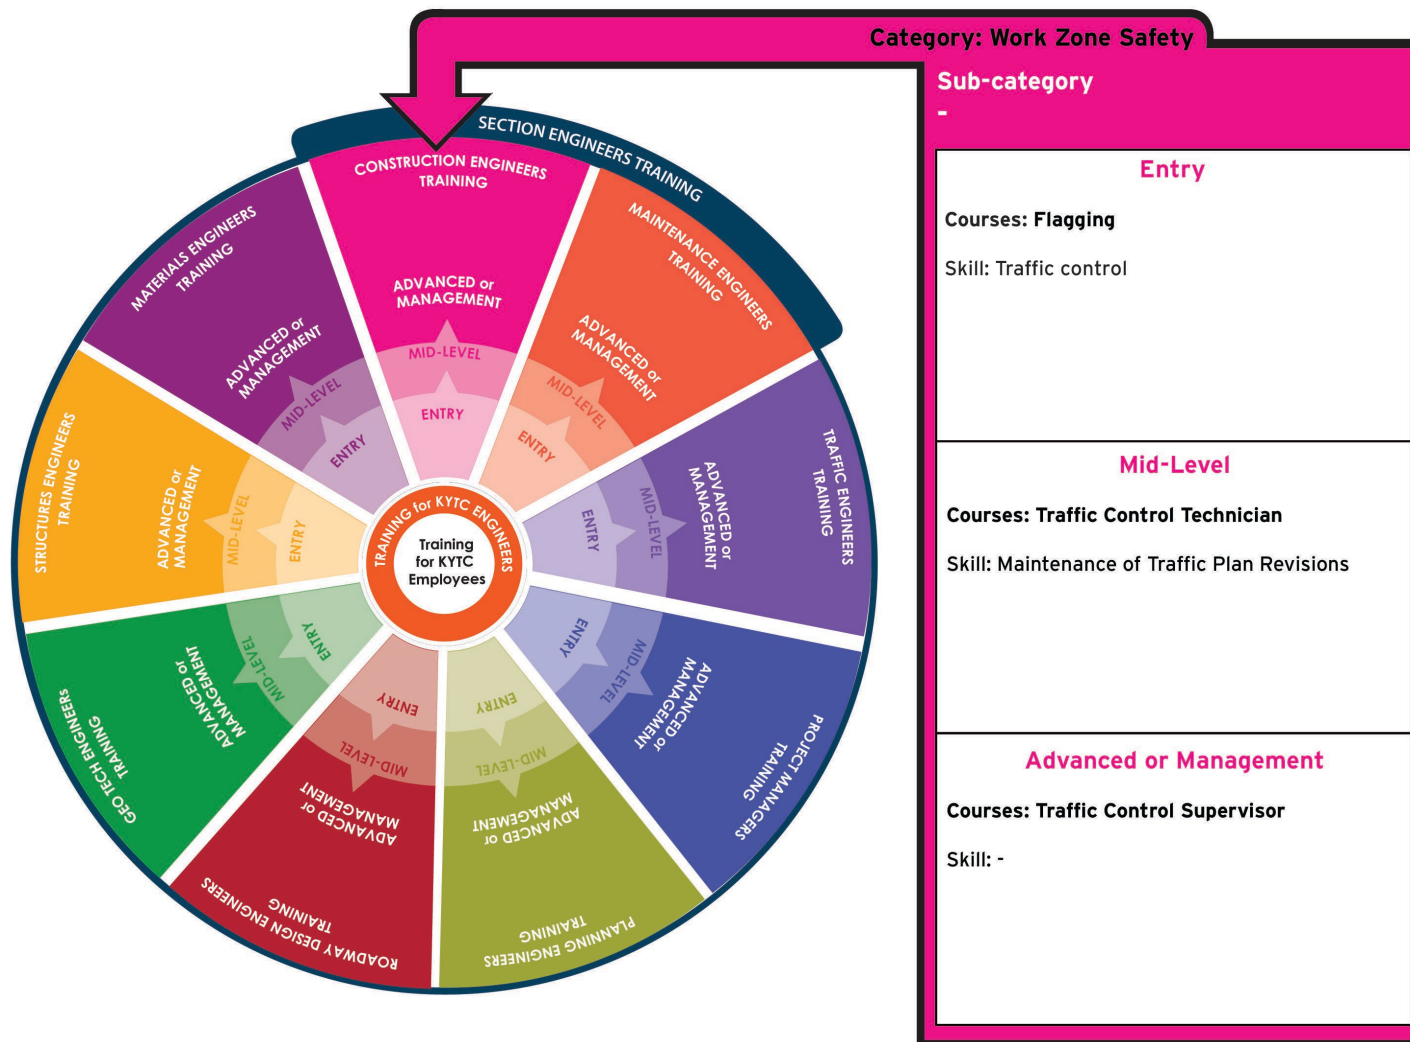 Category: Work Zone Safety
Sub-category
-
Entry
Courses: Flagging
Skill: Traffic control
Mid-Level
Courses: Traffic Control Technician
Skill: Maintenance of Traffic Plan Revisions
Advanced or Management
Courses: Traffic Control Supervisor
Skill: -
SECTION ENGINEERS TRAINING
CONSTRUCTION ENGINEERS
TRAINING
ADVANCED or
MANAGEMENT
MID-LEVEL
ENTRY
MAINTENANCE ENGINEERS
TRAINING
ADVANCED or
MANAGEMENT
MID-LEVEL
ENTRY
TRAFFIC ENGINEERS
TRAINING
ADVANCED or
MANAGEMENT
MID-LEVEL
ENTRY
PROJECT MANAGERS
TRAINING
ADVANCED or
MANAGEMENT
MID-LEVEL
ENTRY
PLANNING ENGINEERS
TRAINING
ADVANCED or
MANAGEMENT
MID-LEVEL
ENTRY
ROADWAY DESIGN ENGINEERS
TRAINING
ADVANCED or
MANAGEMENT
MID-LEVEL
ENTRY
GEO TECH ENGINEERS
TRAINING
ADVANCED or
MANAGEMENT
MID-LEVEL
ENTRY
STRUCTURES ENGINEERS
TRAINING
ADVANCED or
MANAGEMENT
MID-LEVEL
ENTRY
MATERIALS ENGINEERS
TRAINING
ADVANCED or
MANAGEMENT
MID-LEVEL
ENTRY
TRAINING for KYTC ENGINEERS
Training
for KYTC
Employees